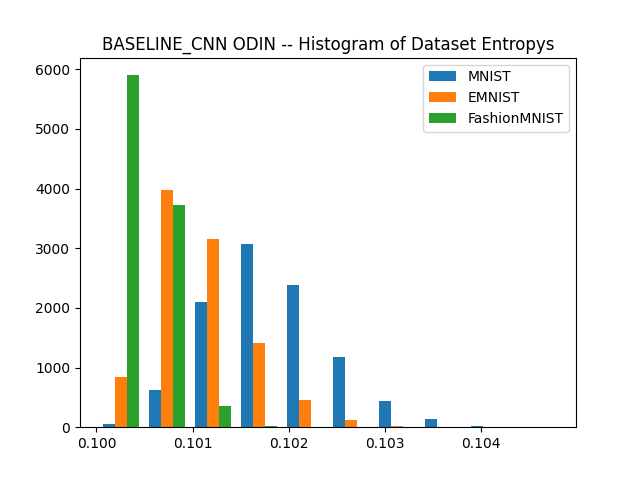 BASELINE_CNN ODIN -- Histogram of Dataset Entropys
MNIST
EMNIST
FashionMNIST
6000
5000
4000
3000
2000
1000
0
0.100 0.101 0.102 0.103 0.104